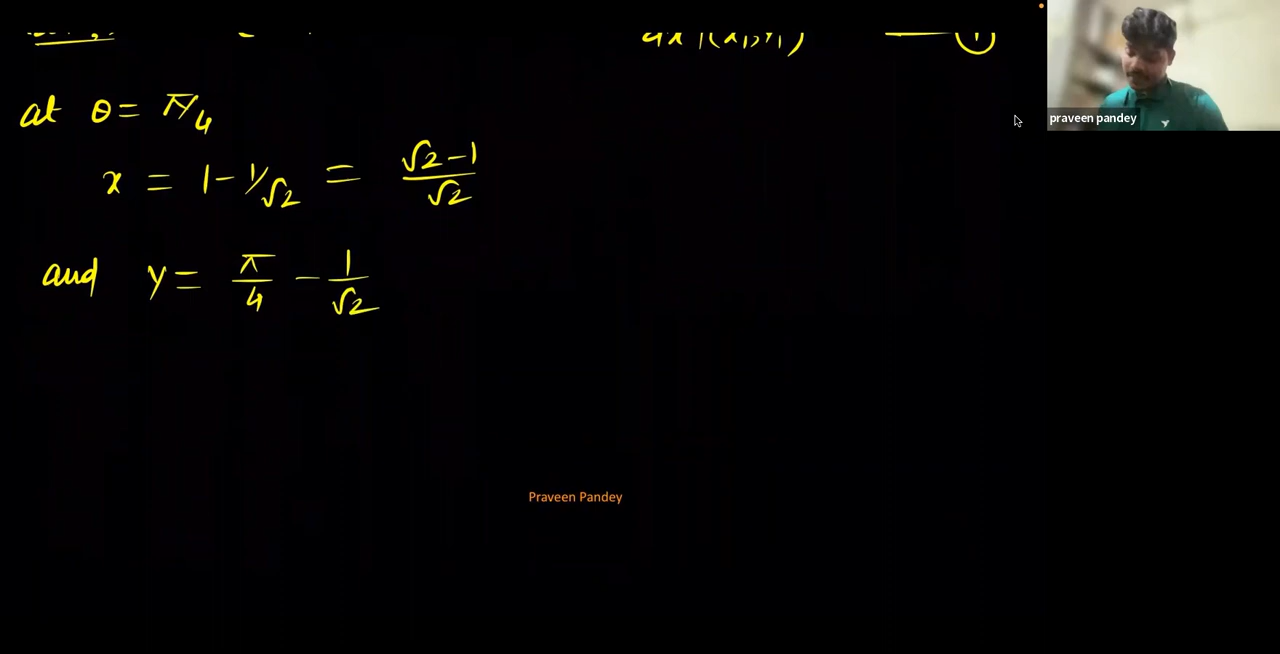 at θ = π/4
praveen pandey
x = 1 - 1/√2 = (√2 - 1)/√2
and y = π/4 - 1/√2
Praveen Pandey